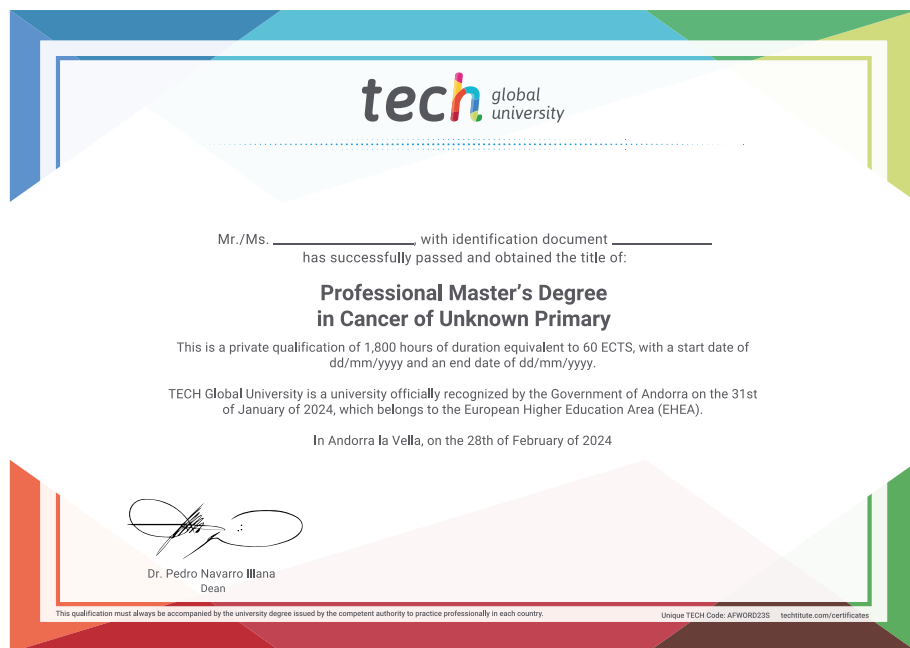 tech global university
Mr./Ms. ________________, with identification document ____________
has successfully passed and obtained the title of:
Professional Master's Degree
in Cancer of Unknown Primary
This is a private qualification of 1,800 hours of duration equivalent to 60 ECTS, with a start date of
dd/mm/yyyy and an end date of dd/mm/yyyy.
TECH Global University is a university officially recognized by the Government of Andorra on the 31st
of January of 2024, which belongs to the European Higher Education Area (EHEA).
In Andorra la Vella, on the 28th of February of 2024
Dr. Pedro Navarro Illana
Dean
This qualification must always be accompanied by the university degree issued by the competent authority to practice professionally in each country.
Unique TECH Code: AFWORD23S techtitute.com/certificates